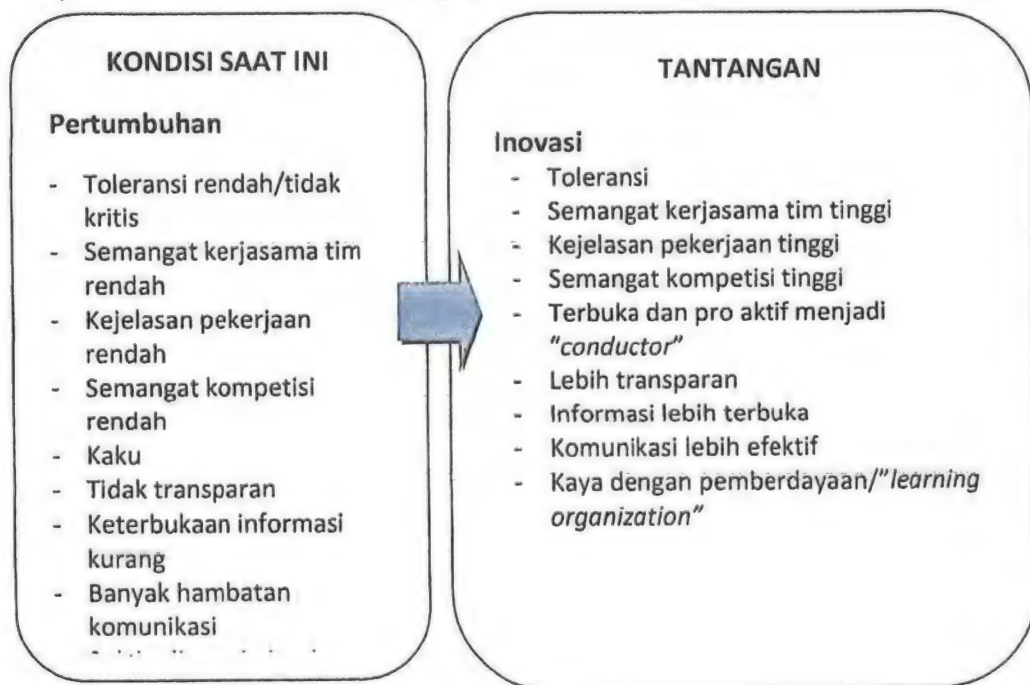 KONDISI SAAT INI
Pertumbuhan
- Toleransi rendah/tidak
kritis
- Semangat kerjasama tim
rendah
- Kejelasan pekerjaan
rendah
- Semangat kompetisi
rendah
- Kaku
- Tidak transparan
- Keterbukaan informasi
kurang
- Banyak hambatan
komunikasi
TANTANGAN
Inovasi
- Toleransi
- Semangat kerjasama tim tinggi
- Kejelasan pekerjaan tinggi
- Semangat kompetisi tinggi
- Terbuka dan pro aktif menjadi
"conductor"
- Lebih transparan
- Informasi lebih terbuka
- Komunikasi lebih efektif
- Kaya dengan pemberdayaan/"learning
organization"